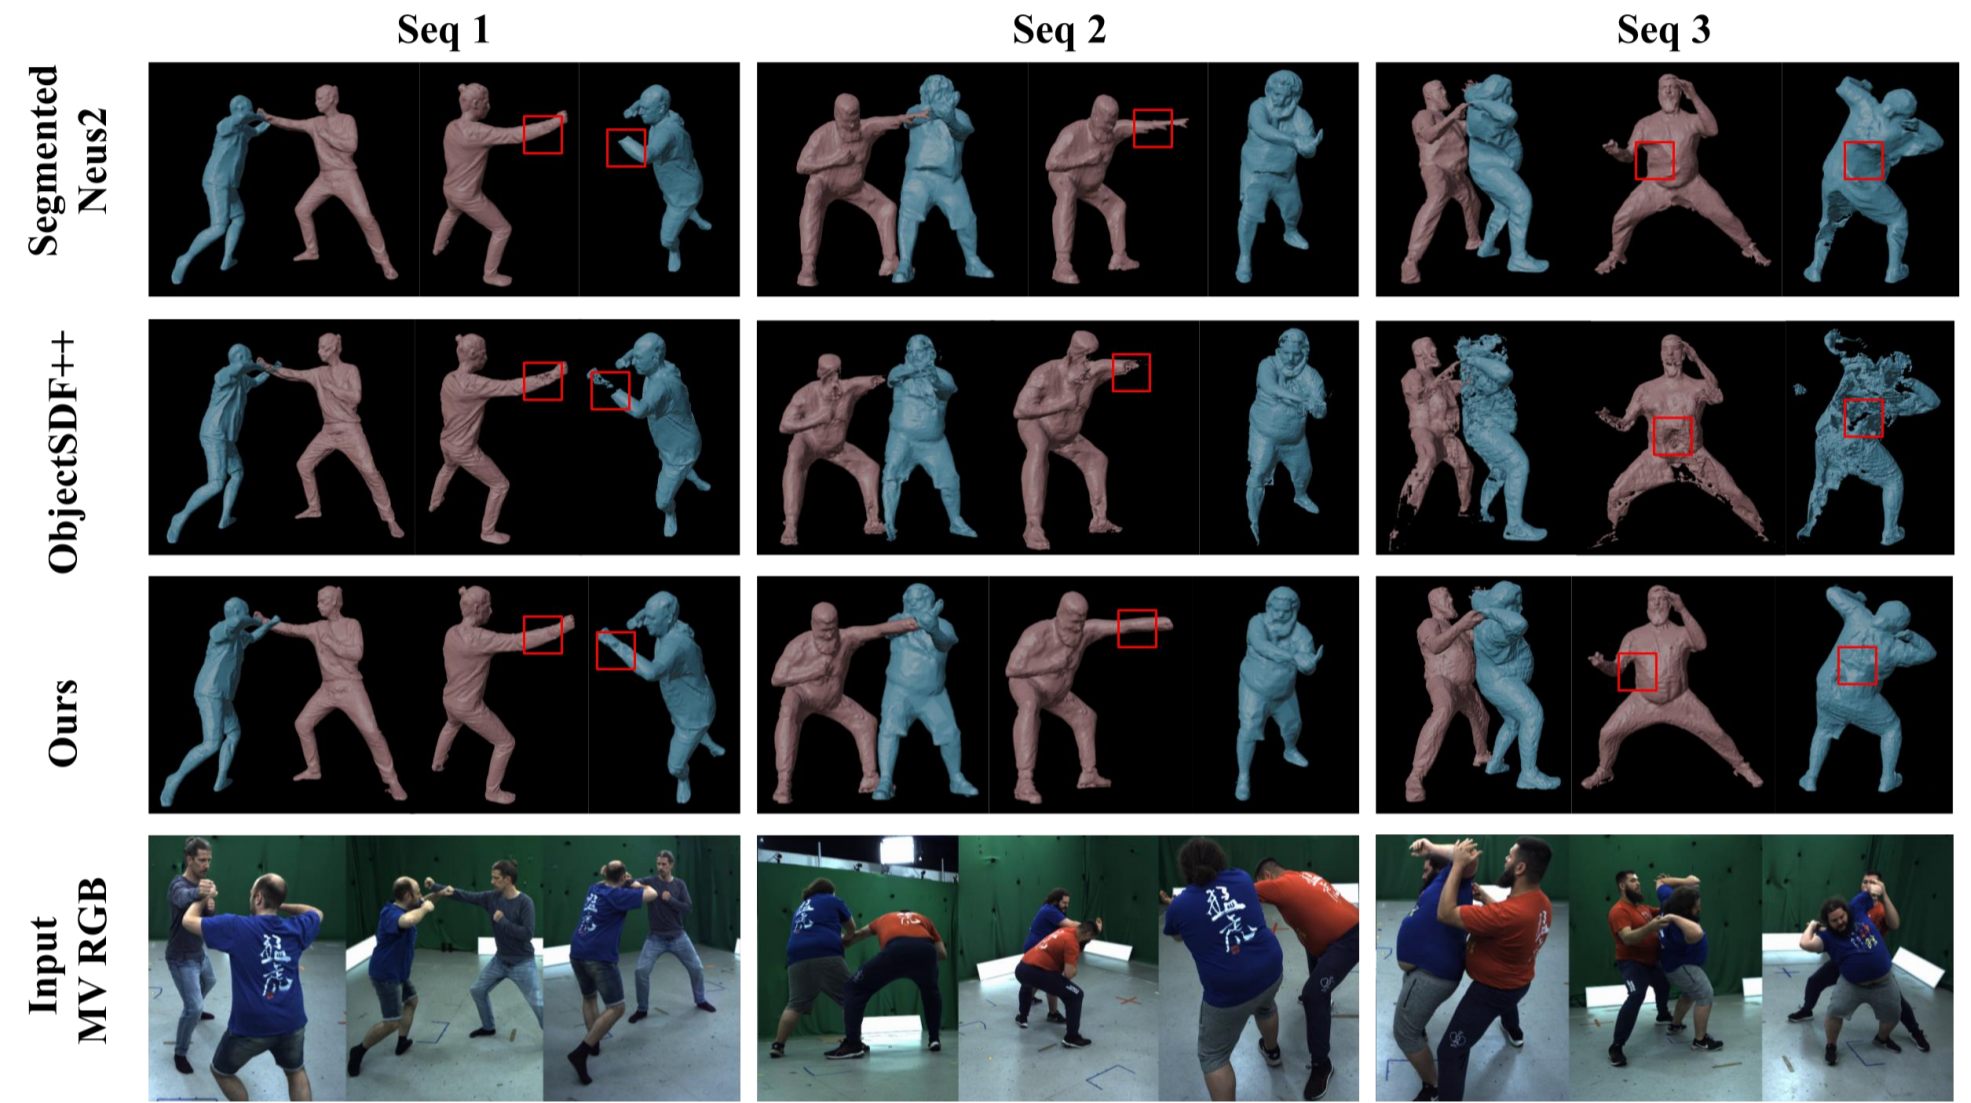 Seq 1
Seq 2
Seq 3
Segmented
Neus2
ObjectSDF++
Ours
Input
MV RGB